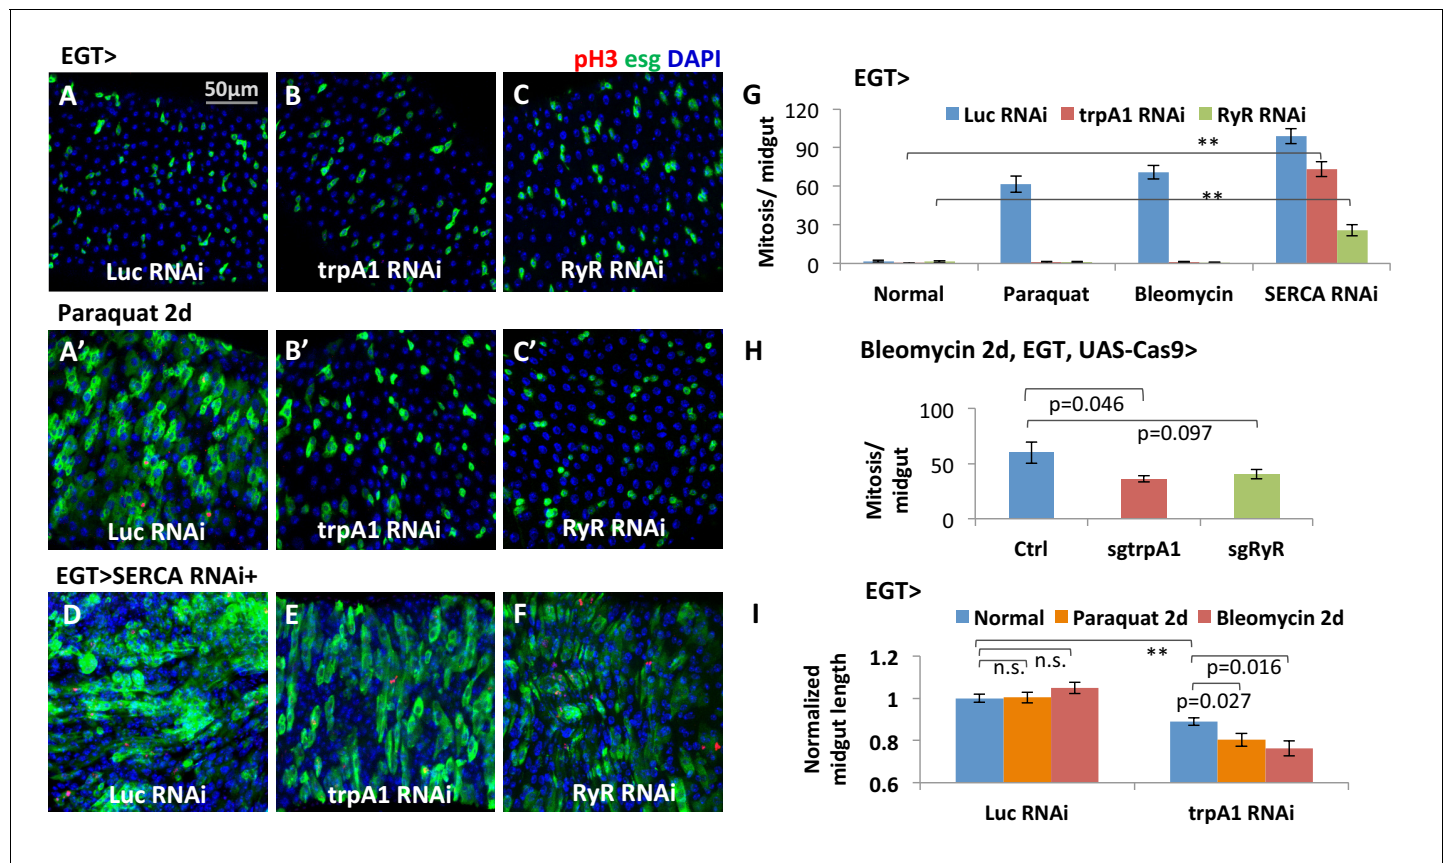 EGT>
pH3 esg DAPI
A
50µm
B
C
Luc RNAi
trpA1 RNAi
RyR RNAi
Paraquat 2d
A’
B’
C’
Luc RNAi
trpA1 RNAi
RyR RNAi
EGT>SERCA RNAi+
D
E
F
Luc RNAi
trpA1 RNAi
RyR RNAi
G
EGT>
Luc RNAi
trpA1 RNAi
RyR RNAi
Mitosis/ midgut
120
90
60
30
0
**
**
Normal
Paraquat
Bleomycin
SERCA RNAi
H
Bleomycin 2d, EGT, UAS-Cas9>
Mitosis/
midgut
100
50
0
p=0.046
p=0.097
Ctrl
sgtrpA1
sgRyR
I
EGT>
Normal
Paraquat 2d
Bleomycin 2d
Normalized
midgut length
1.2
1
0.8
0.6
n.s.
n.s.
**
p=0.016
p=0.027
Luc RNAi
trpA1 RNAi